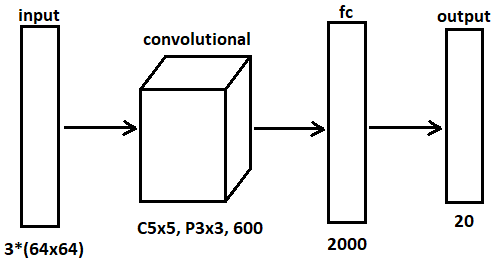 input
convolutional
fc
output
3*(64x64)
C5x5, P3x3, 600
2000
20